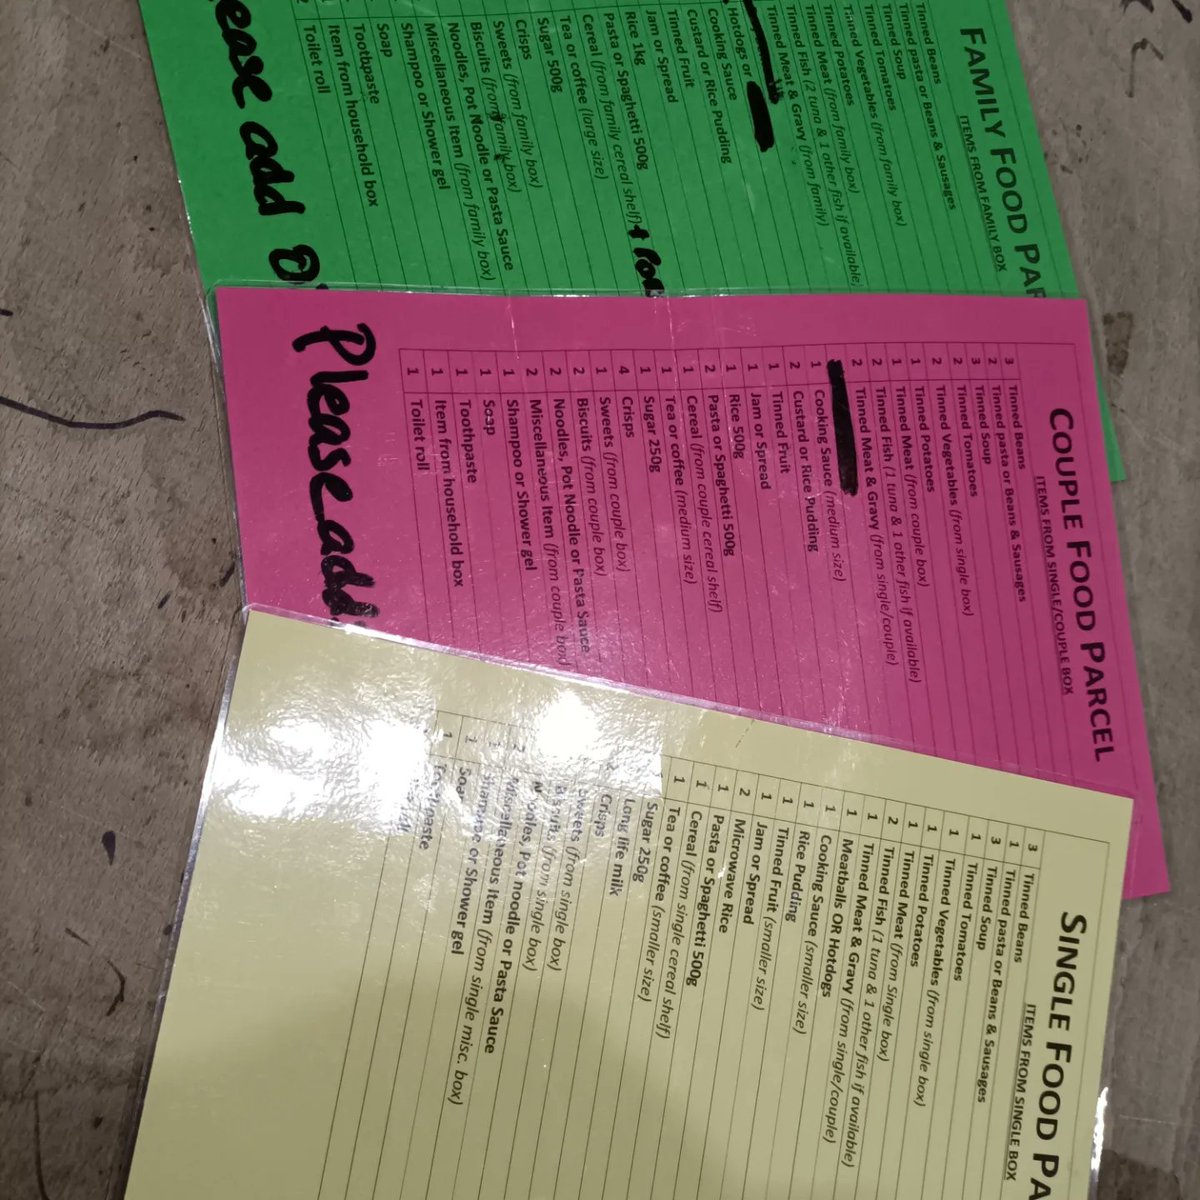 FAMILY FOOD PAR
ITEMS FROM FAMILY BOX
Tinned Beans
Tinned pasta or Beans & Sausages
Tinned Soup
Tinned Tomatoes
Tinned Vegetables (from family box)
Tinned Potatoes
Tinned Meat (from family box)
Tinned Fish (2 tuna & 1 other fish if available)
Tinned Meat & Gravy (from family)
Hotdogs or
Cooking Sauce
Custard or Rice Pudding
Tinned Fruit
Jam or Spread
Rice 1kg
Pasta or Spaghetti 500g
Cereal (from family cereal shelf) 4
Tea or coffee (large size)
Sugar 500g
Crisps
Sweets (from family box)
Biscuits (from family box)
Noodles, Pot Noodle or Pasta Sauce
Miscellaneous Item (from family box)
Shampoo or Shower gel
Soap
Toothpaste
1 Item from household box
2 Toilet roll
lease add
COUPLE FOOD PARCEL
ITEMS FROM SINGLE/COUPLE BOX
3 Tinned Beans
2 Tinned pasta or Beans & Sausages
3 Tinned Soup
2 Tinned Tomatoes
2 Tinned Vegetables (from single box)
1 Tinned Potatoes
1 Tinned Meat (from couple box)
2 Tinned Fish (1 tuna & 1 other fish if available)
2 Tinned Meat & Gravy (from single/couple)
1 Cooking Sauce (medium size)
2 Custard or Rice Pudding
1 Tinned Fruit
1 Jam or Spread
1 Rice 500g
2 Pasta or Spaghetti 500g
1 Cereal (from couple cereal shelf)
1 Tea or coffee (medium size)
1 Sugar 250g
4 Crisps
1 Sweets (from couple box)
2 Biscuits (from couple box)
2 Noodles, Pot Noodle or Pasta Sauce
2 Miscellaneous Item (from couple box)
1 Shampoo or Shower gel
1 Soap
1 Toothpaste
1 Item from household box
1 Toilet roll
Please add
SINGLE FOOD PA
ITEMS FROM SINGLE BOX
3 Tinned Beans
1 Tinned pasta or Beans & Sausages
3 Tinned Soup
1 Tinned Tomatoes
1 Tinned Vegetables (from single box)
1 Tinned Potatoes
1 Tinned Meat (from Single box)
2 Tinned Fish (1 tuna & 1 other fish if available)
1 Tinned Meat & Gravy (from single/couple)
1 Meatballs OR Hotdogs
1 Cooking Sauce (smaller size)
1 Rice Pudding
1 Tinned Fruit (smaller size)
1 Jam or Spread
2 Microwave Rice
1 Pasta or Spaghetti 500g
1 Cereal (from single cereal shelf)
1 Tea or coffee (smaller size)
Sugar 250g
Long life milk
Crisps
Sweets (from single box)
Biscuits (from single box)
Noodles, Pot noodle or Pasta Sauce
2 Miscellaneous Item (from single misc. box)
1 Shampoo or Shower gel
1 Soap
1 Toothpaste